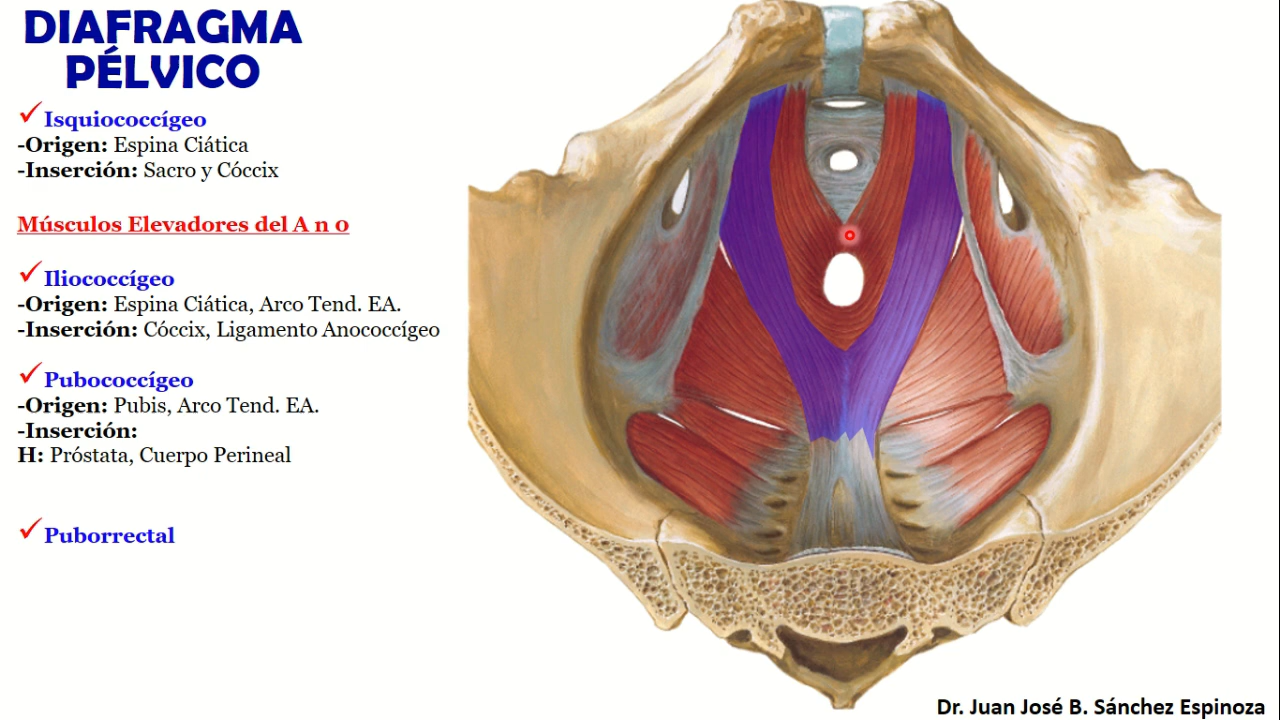 DIAFRAGMA
PÉLVICO
Isquiococcígeo
-Origen: Espina Ciática
-Inserción: Sacro y Cóccix
Músculos Elevadores del A n o
Iliococcígeo
-Origen: Espina Ciática, Arco Tend. EA.
-Inserción: Cóccix, Ligamento Anococcígeo
Pubococcígeo
-Origen: Pubis, Arco Tend. EA.
-Inserción:
H: Próstata, Cuerpo Perineal
Puborrectal
Dr. Juan José B. Sánchez Espinoza